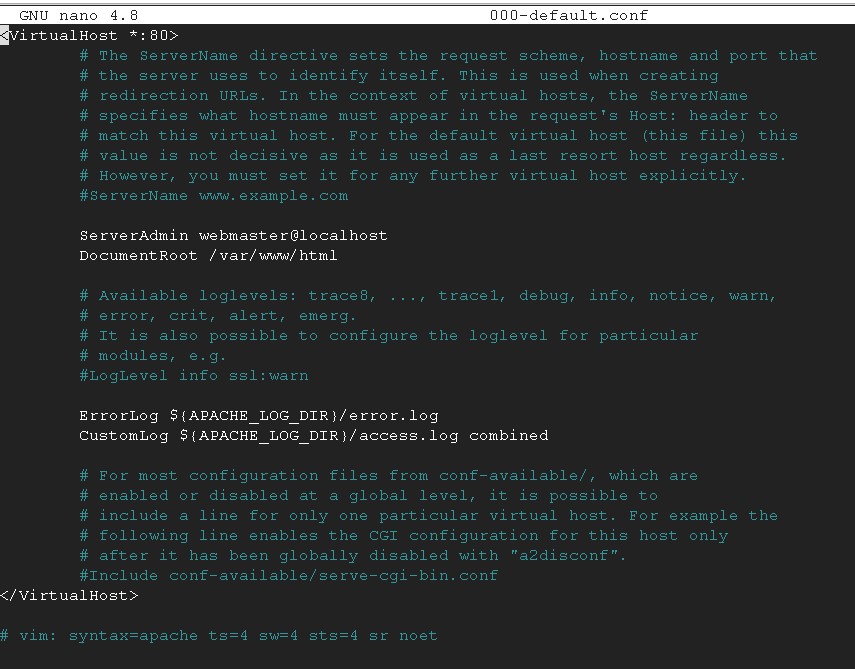 GNU nano 4.8 000-default.conf
<VirtualHost *:80>
# The ServerName directive sets the request scheme, hostname and port that
# the server uses to identify itself. This is used when creating
# redirection URLs. In the context of virtual hosts, the ServerName
# specifies what hostname must appear in the request's Host: header to
# match this virtual host. For the default virtual host (this file) this
# value is not decisive as it is used as a last resort host regardless.
# However, you must set it for any further virtual host explicitly.
#ServerName www.example.com
ServerAdmin webmaster@localhost
DocumentRoot /var/www/html
# Available loglevels: trace8, ..., trace1, debug, info, notice, warn,
# error, crit, alert, emerg.
# It is also possible to configure the loglevel for particular
# modules, e.g.
#LogLevel info ssl:warn
ErrorLog ${APACHE_LOG_DIR}/error.log
CustomLog ${APACHE_LOG_DIR}/access.log combined
# For most configuration files from conf-available/, which are
# enabled or disabled at a global level, it is possible to
# include a line for only one particular virtual host. For example the
# following line enables the CGI configuration for this host only
# after it has been globally disabled with "a2disconf".
#Include conf-available/serve-cgi-bin.conf
</VirtualHost>
# vim: syntax=apache ts=4 sw=4 sts=4 sr noet